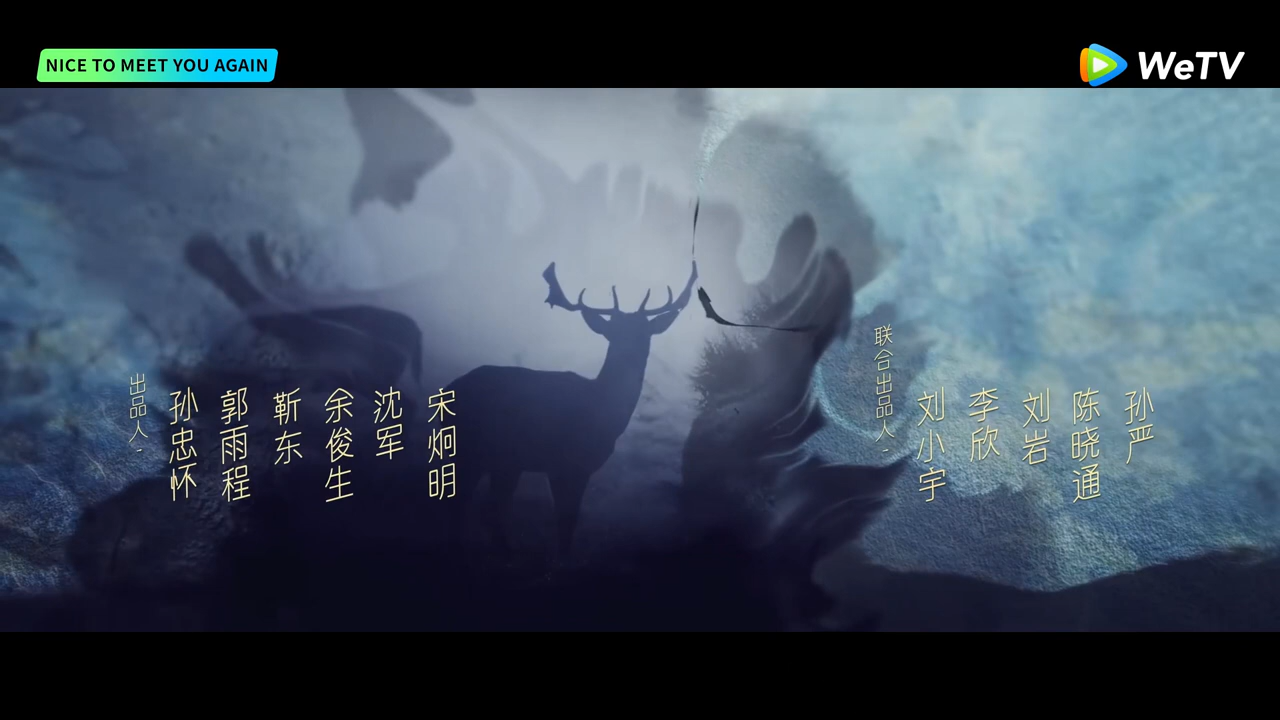 NICE TO MEET YOU AGAIN
WeTV
出品人
孙忠怀
郭雨程
靳东
余俊生
沈军
宋炯明
联合出品人
刘小宇
李欣
刘岩
陈晓通
孙严